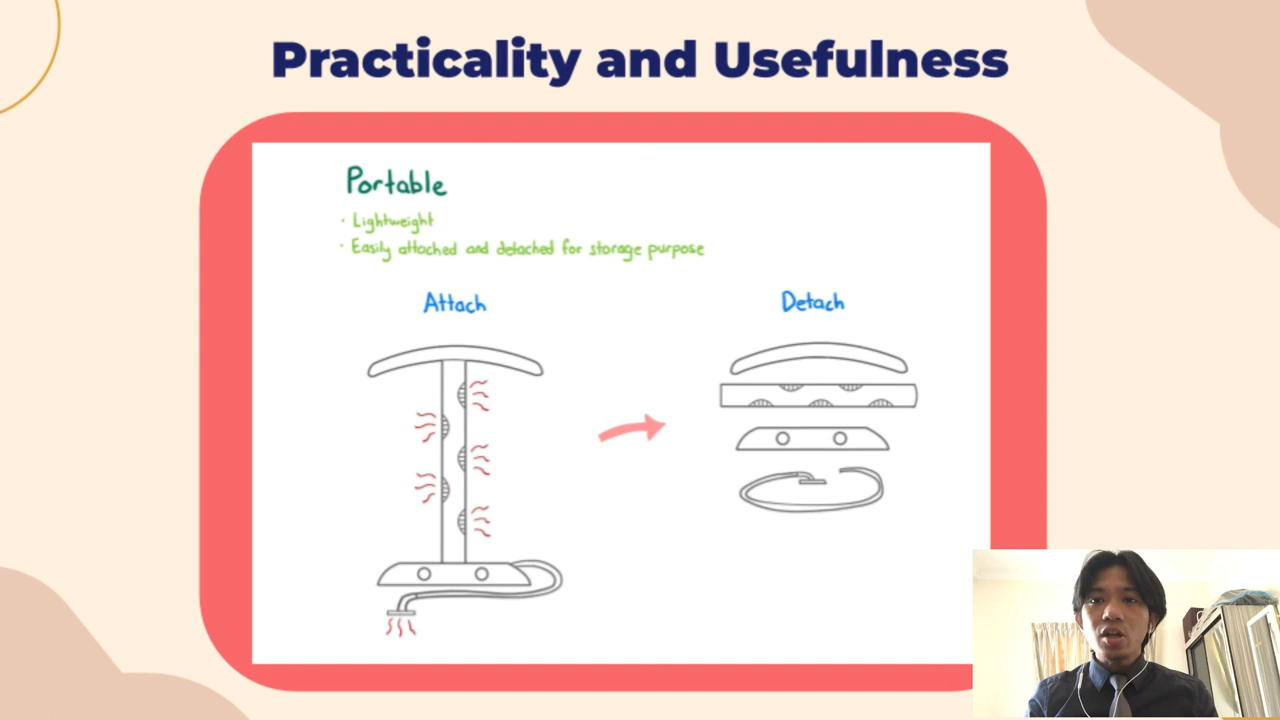 Practicality and Usefulness
Portable
· Lightweight
· Easily attached and detached for storage purpose
Attach
Detach